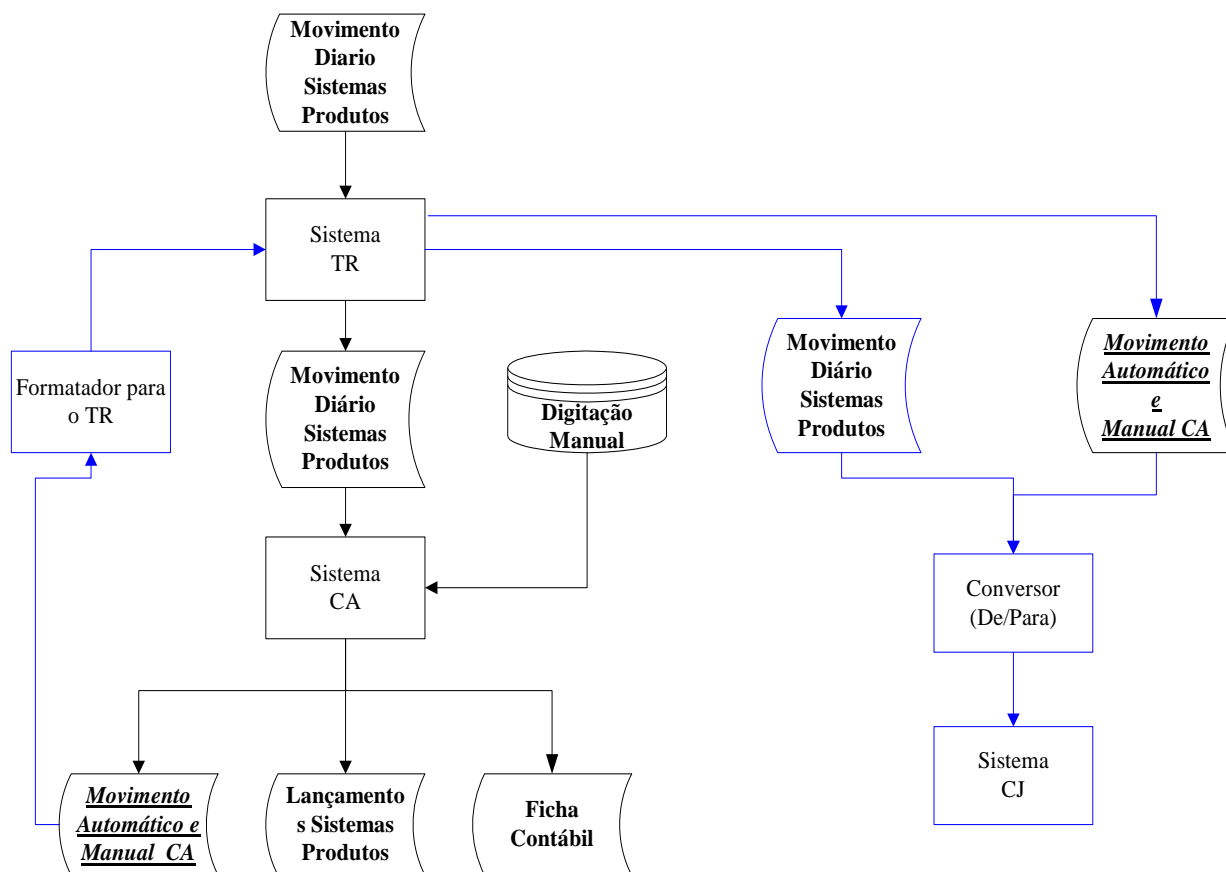 Movimento
Diario
Sistemas
Produtos
Sistema
TR
Formatador para
o TR
Movimento
Diário
Sistemas
Produtos
Digitação
Manual
Movimento
Diário
Sistemas
Produtos
Movimento
Automático
e
Manual CA
Sistema
CA
Conversor
(De/Para)
Sistema
CJ
Movimento
Automático e
Manual CA
Lançamento
s Sistemas
Produtos
Ficha
Contábil